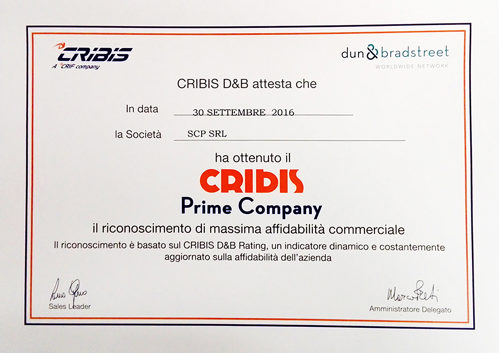 CRIBIS
A CRIF company
dun & bradstreet
WORLDWIDE NETWORK
CRIBIS D&B attesta che
In data 30 SETTEMBRE 2016
la Società SCP SRL
ha ottenuto il
CRIBIS
Prime Company
il riconoscimento di massima affidabilità commerciale
Il riconoscimento è basato sul CRIBIS D&B Rating, un indicatore dinamico e costantemente
aggiornato sulla affidabilità dell'azienda
Sales Leader
Amministratore Delegato